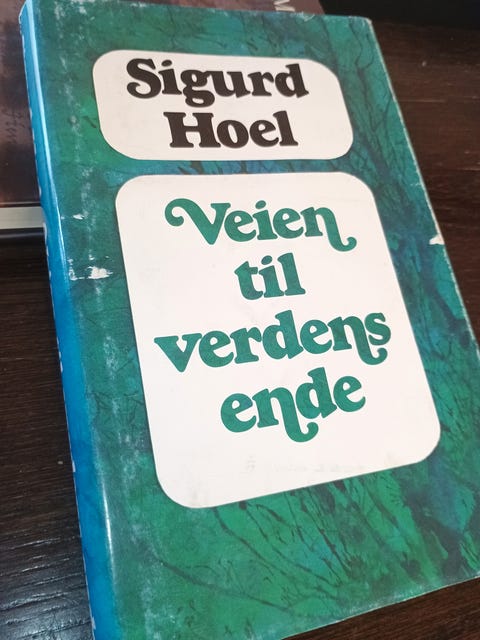 Sigurd
Hoel
Veien
til
verdens
ende